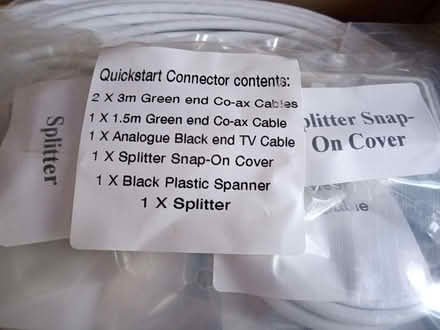 Quickstart Connector contents:
2 X 3m Green end Co-ax Cables
1 X 1.5m Green end Co-ax Cable
1 X Analogue Black end TV Cable
1 X Splitter Snap-On Cover
1 X Black Plastic Spanner
1 X Splitter
Splitter
plitter Snap-
On Cover